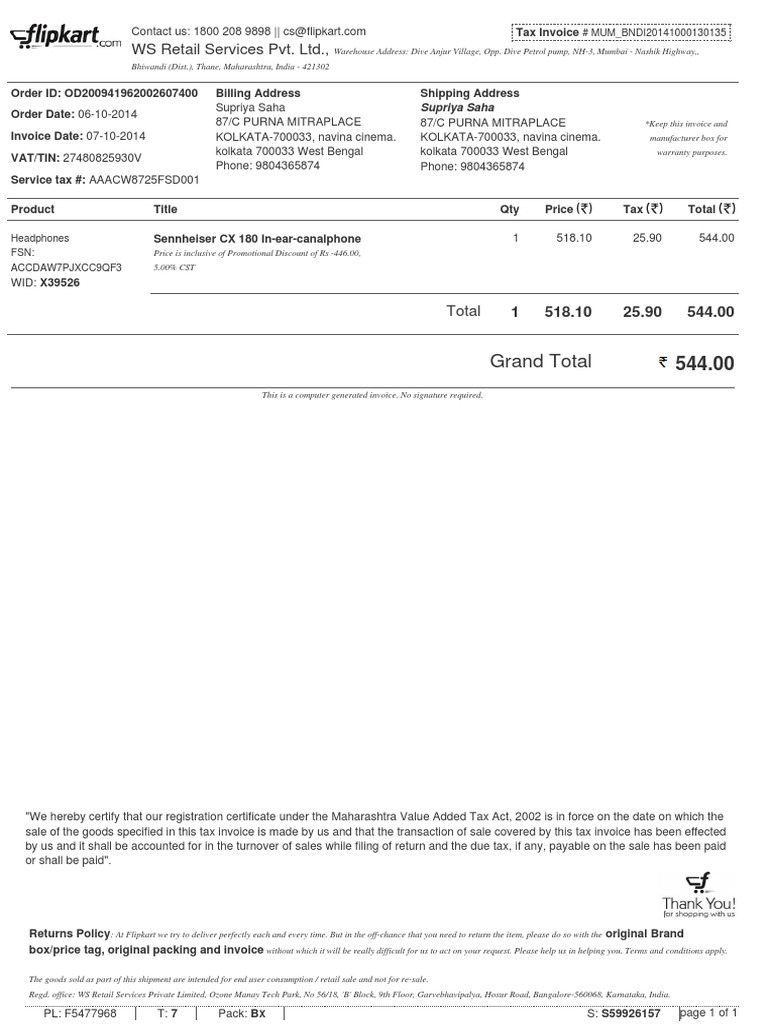 flipkart.com
Contact us: 1800 208 9898 || cs@flipkart.com
Tax Invoice # MUM_BNDI20141000130135
WS Retail Services Pvt. Ltd., Warehouse Address: Dive Anjur Village, Opp. Dive Petrol pump, NH-3, Mumbai - Nashik Highway,,
Bhiwandi (Dist.), Thane, Maharashtra, India - 421302
Order ID: OD200941962002607400
Order Date: 06-10-2014
Invoice Date: 07-10-2014
VAT/TIN: 27480825930V
Service tax #: AAACW8725FSD001
Billing Address
Supriya Saha
87/C PURNA MITRAPLACE
KOLKATA-700033, navina cinema.
kolkata 700033 West Bengal
Phone: 9804365874
Shipping Address
Supriya Saha
87/C PURNA MITRAPLACE
KOLKATA-700033, navina cinema.
kolkata 700033 West Bengal
Phone: 9804365874
*Keep this invoice and
manufacturer box for
warranty purposes.
Product Title Qty Price (₹) Tax (₹) Total (₹)
Headphones
FSN:
ACCDAW7PJXCC9QF3
WID: X39526
Sennheiser CX 180 In-ear-canalphone 1 518.10 25.90 544.00
Price is inclusive of Promotional Discount of Rs -446.00,
5.00% CST
Total 1 518.10 25.90 544.00
Grand Total ₹ 544.00
This is a computer generated invoice. No signature required.
"We hereby certify that our registration certificate under the Maharashtra Value Added Tax Act, 2002 is in force on the date on which the
sale of the goods specified in this tax invoice is made by us and that the transaction of sale covered by this tax invoice has been effected
by us and it shall be accounted for in the turnover of sales while filing of return and the due tax, if any, payable on the sale has been paid
or shall be paid".
Thank You!
for shopping with us
Returns Policy: At Flipkart we try to deliver perfectly each and every time. But in the off-chance that you need to return the item, please do so with the original Brand
box/price tag, original packing and invoice without which it will be really difficult for us to act on your request. Please help us in helping you. Terms and conditions apply.
The goods sold as part of this shipment are intended for end user consumption / retail sale and not for re-sale.
Regd. office: WS Retail Services Private Limited, Ozone Manay Tech Park, No 56/18, 'B' Block, 9th Floor, Garvebhavipalya, Hosur Road, Bangalore-560068, Karnataka, India.
PL: F5477968 T: 7 Pack: Bx S: S59926157 page 1 of 1